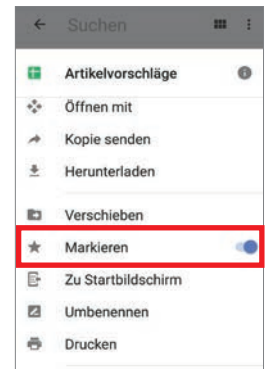 Suchen
Artikelvorschläge
Öffnen mit
Kopie senden
Herunterladen
Verschieben
Markieren
Zu Startbildschirm
Umbenennen
Drucken